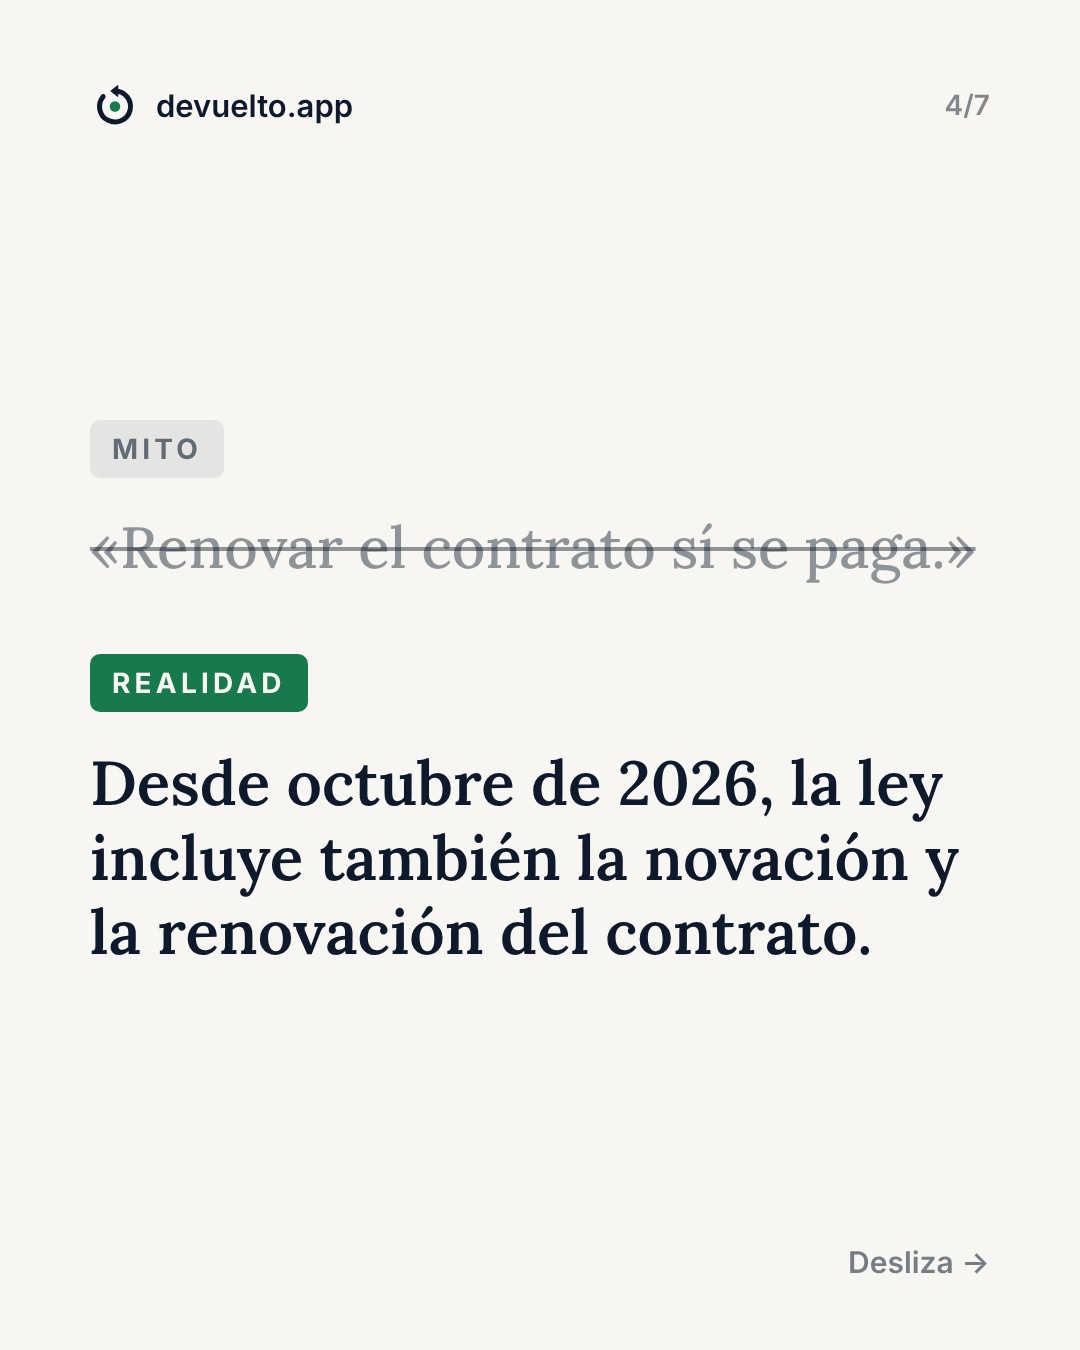 devuelto.app
4/7
MITO
«Renovar el contrato sí se paga.»
REALIDAD
Desde octubre de 2026, la ley
incluye también la novación y
la renovación del contrato.
Desliza →